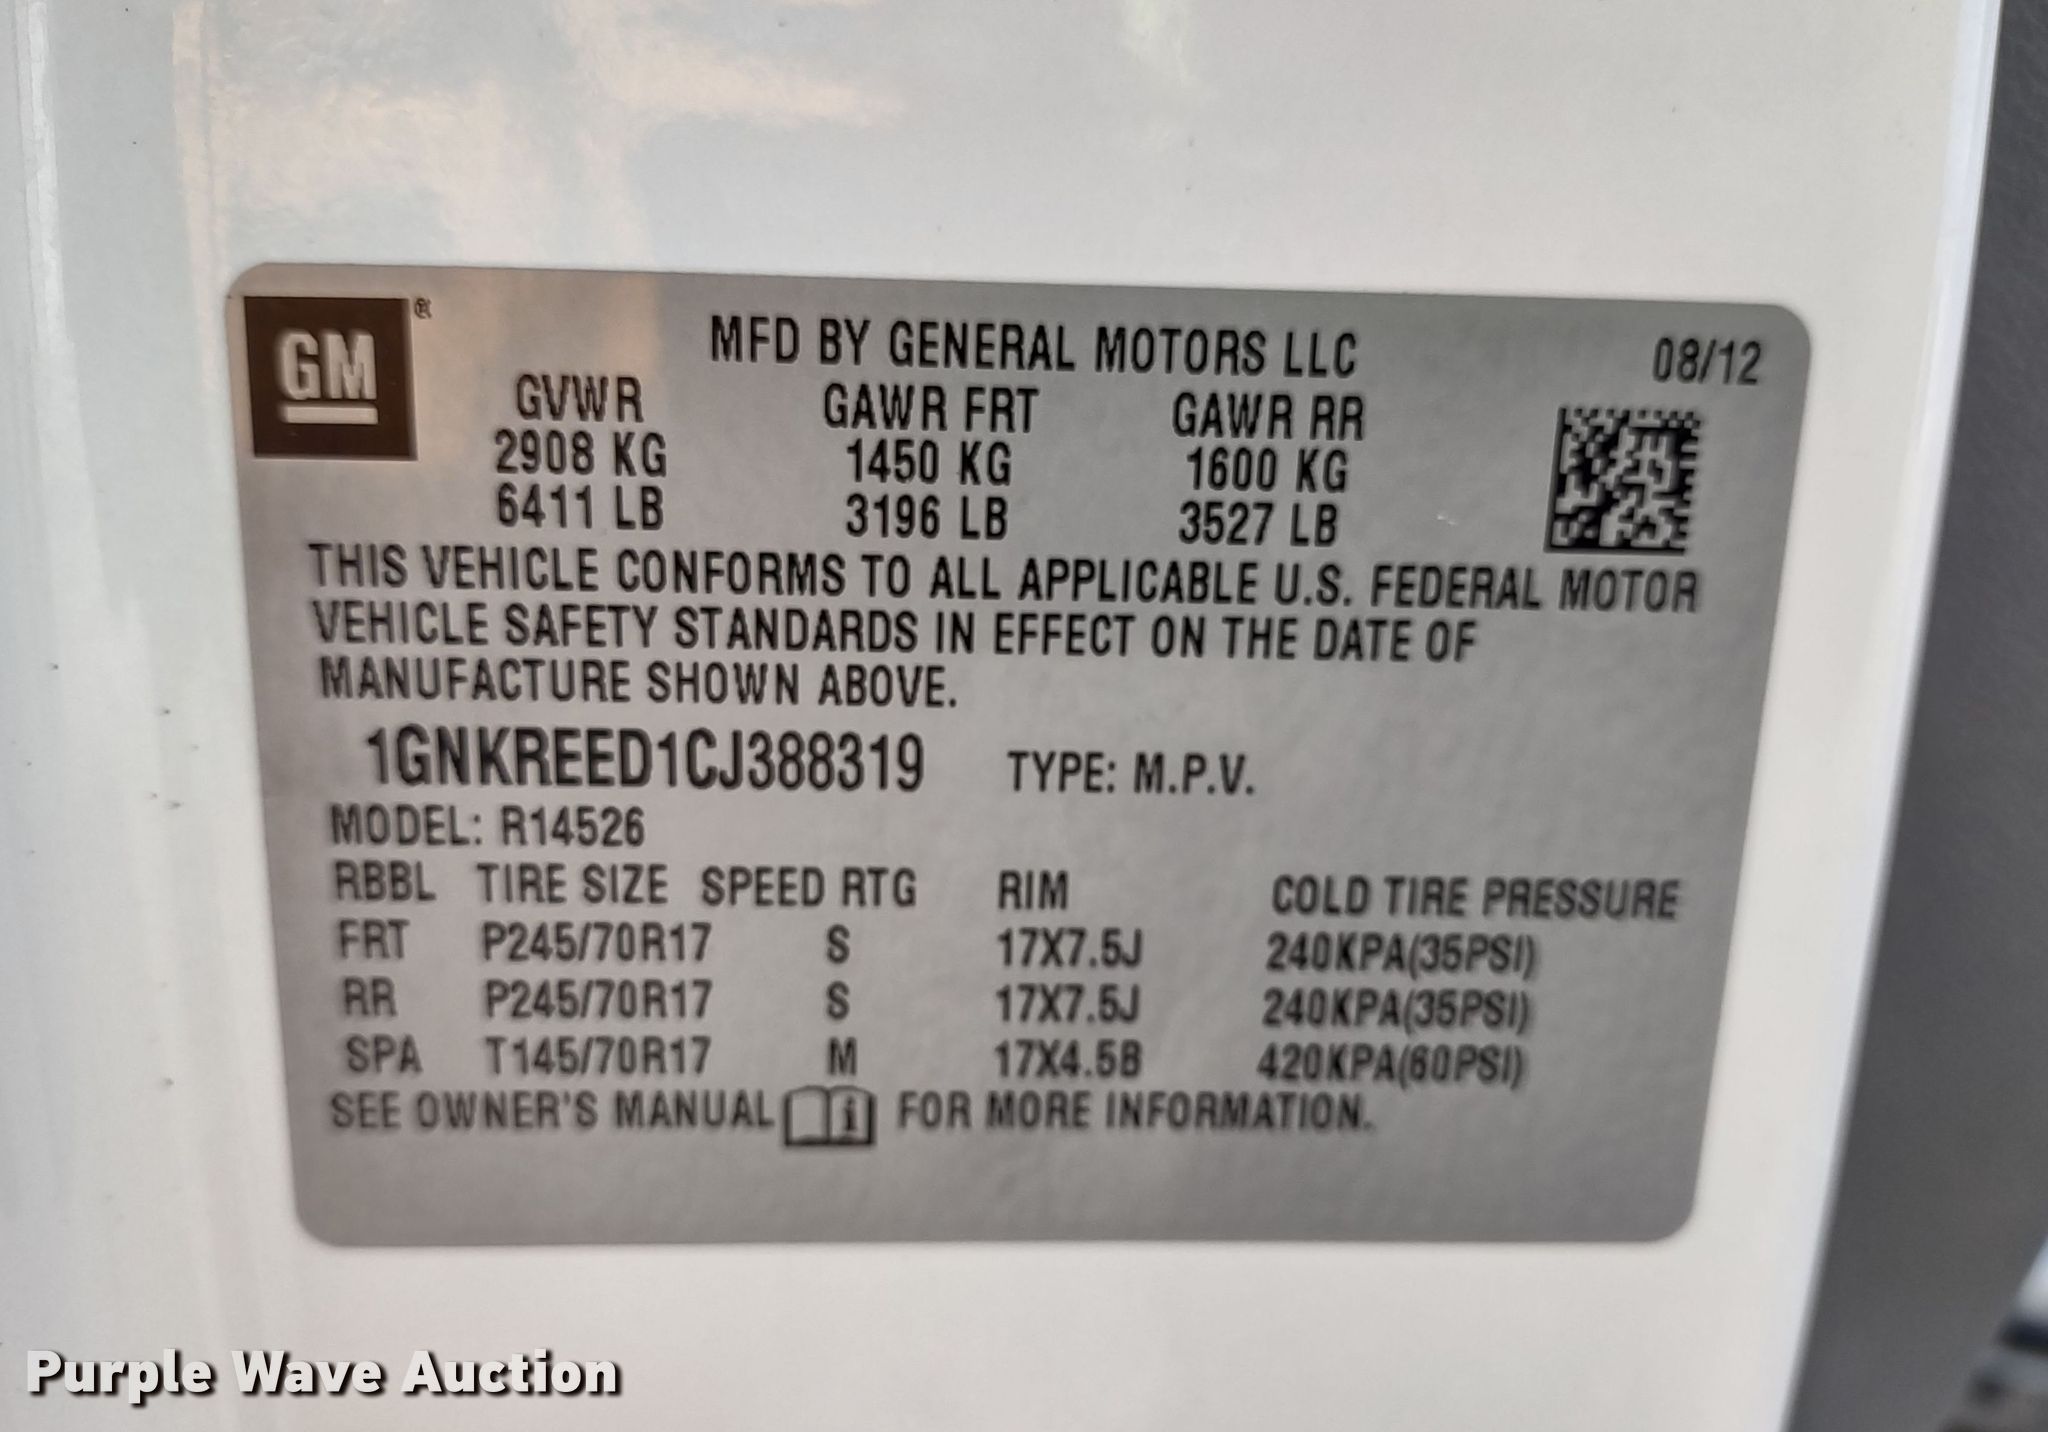 GM ®
MFD BY GENERAL MOTORS LLC 08/12
GVWR GAWR FRT GAWR RR
2908 KG 1450 KG 1600 KG
6411 LB 3196 LB 3527 LB
THIS VEHICLE CONFORMS TO ALL APPLICABLE U.S. FEDERAL MOTOR
VEHICLE SAFETY STANDARDS IN EFFECT ON THE DATE OF
MANUFACTURE SHOWN ABOVE.
1GNKREED1CJ388319 TYPE: M.P.V.
MODEL: R14526
RBBL TIRE SIZE SPEED RTG RIM COLD TIRE PRESSURE
FRT P245/70R17 S 17X7.5J 240KPA(35PSI)
RR P245/70R17 S 17X7.5J 240KPA(35PSI)
SPA T145/70R17 M 17X4.5B 420KPA(60PSI)
SEE OWNER'S MANUAL i FOR MORE INFORMATION.
Purple Wave Auction